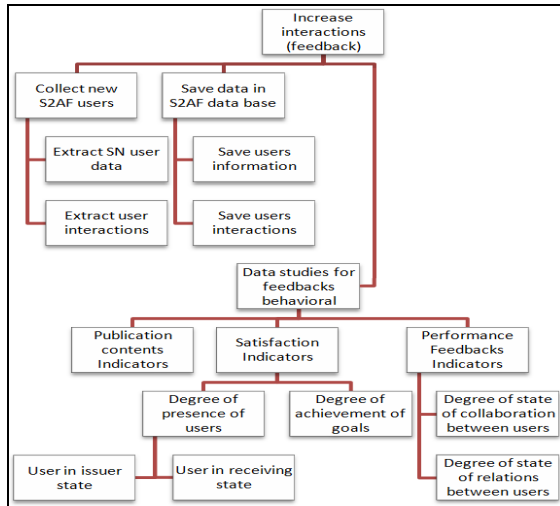 Increase
interactions
(feedback)
Collect new
S2AF users
Save data in
S2AF data base
Extract SN user
data
Save users
information
Extract user
interactions
Save users
interactions
Data studies for
feedbacks
behavioral
Publication
contents
Indicators
Satisfaction
Indicators
Performance
Feedbacks
Indicators
Degree of
presence of
users
Degree of
achievement of
goals
Degree of state
of collaboration
between users
User in issuer
state
User in receiving
state
Degree of state
of relations
between users